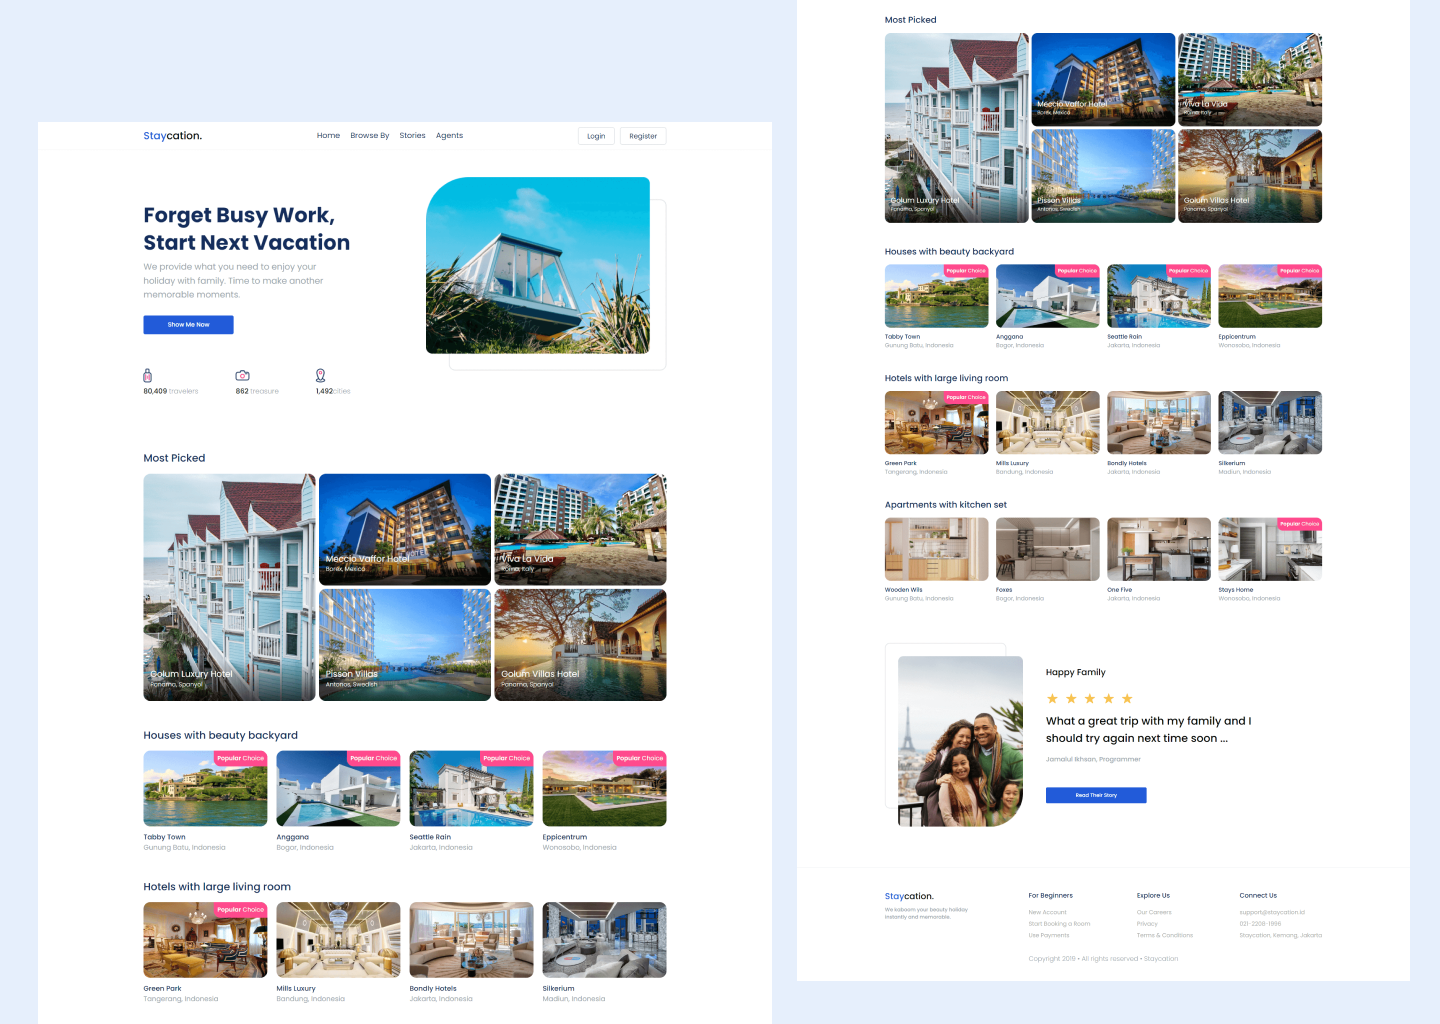 Staycation.
Home Browse By Stories Agents
Login Register
Forget Busy Work,
Start Next Vacation
We provide what you need to enjoy your
holiday with family. Time to make another
memorable moments.
Show Me Now
80,409 travelers 862 treasure 1,492 cities
Most Picked
Golum Luxury Hotel
Panama, Spanyol
Meccio Vaffor Hotel
Borex, Mexico
Viva La Vida
Roma, Italy
Pisson Villas
Antonios, Swedish
Golum Villas Hotel
Panama, Spanyol
Houses with beauty backyard
Popular Choice Popular Choice Popular Choice Popular Choice
Tabby Town Anggana Seattle Rain Eppicentrum
Gunung Batu, Indonesia Bogor, Indonesia Jakarta, Indonesia Wonosobo, Indonesia
Hotels with large living room
Popular Choice
Green Park Mills Luxury Bondly Hotels Silkerium
Tangerang, Indonesia Bandung, Indonesia Jakarta, Indonesia Madiun, Indonesia
Most Picked
Golum Luxury Hotel
Panama, Spanyol
Meccio Vaffor Hotel
Borex, Mexico
Viva La Vida
Roma, Italy
Pisson Villas
Antonios, Swedish
Golum Villas Hotel
Panama, Spanyol
Houses with beauty backyard
Popular Choice Popular Choice Popular Choice Popular Choice
Tabby Town Anggana Seattle Rain Eppicentrum
Gunung Batu, Indonesia Bogor, Indonesia Jakarta, Indonesia Wonosobo, Indonesia
Hotels with large living room
Popular Choice
Green Park Mills Luxury Bondly Hotels Silkerium
Tangerang, Indonesia Bandung, Indonesia Jakarta, Indonesia Madiun, Indonesia
Apartments with kitchen set
Popular Choice
Wooden Wils Foxes One Five Stays Home
Gunung Batu, Indonesia Bogor, Indonesia Jakarta, Indonesia Wonosobo, Indonesia
Happy Family
What a great trip with my family and I
should try again next time soon ...
Jamalul Ikhsan, Programmer
Read Their Story
Staycation.
We kaboom your beauty holiday
instantly and memorable.
For Beginners
New Account
Start Booking a Room
Use Payments
Explore Us
Our Careers
Privacy
Terms & Conditions
Connect Us
support@staycation.id
021-2208-1996
Staycation, Kemang, Jakarta
Copyright 2019 • All rights reserved • Staycation